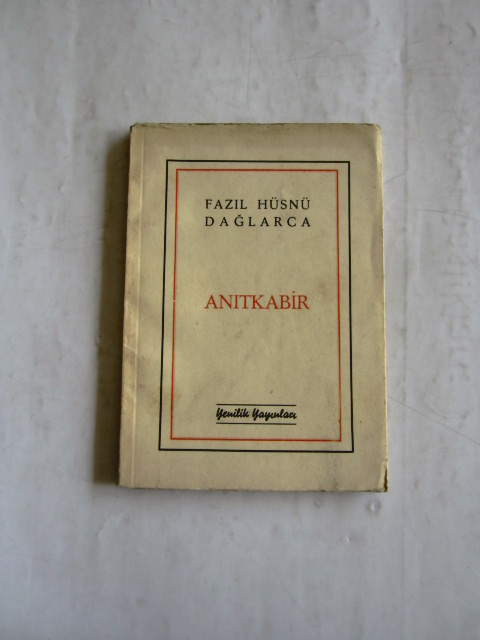 FAZIL HÜSNÜ
DAĞLARCA
ANITKABİR
Yenilik Yayınları